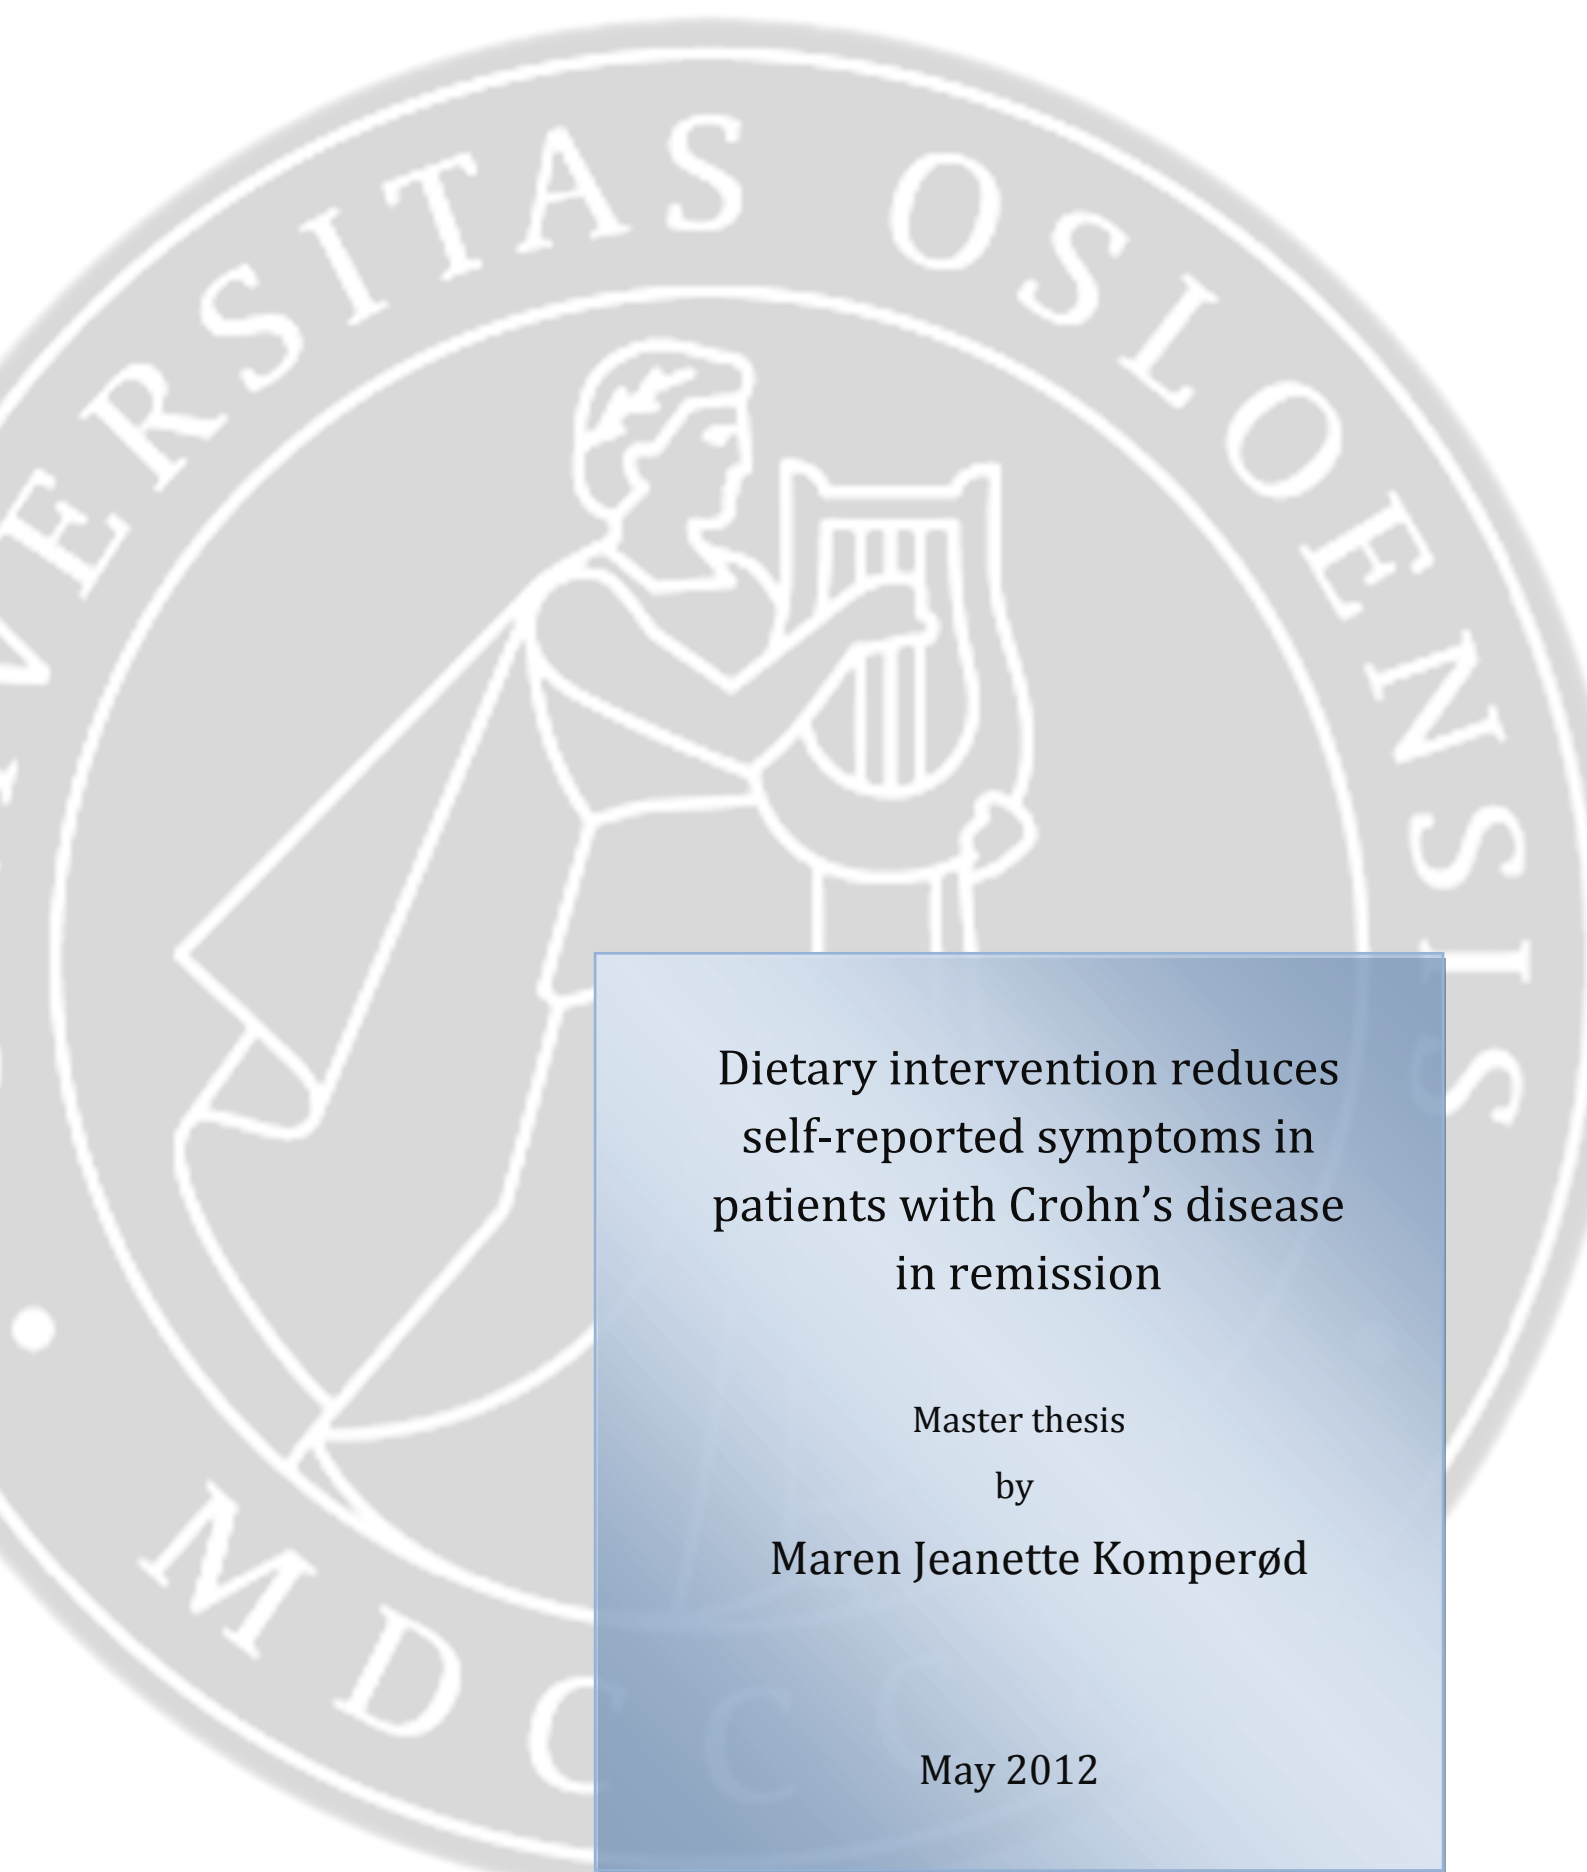 UNIVERSITAS OSLOENSIS
MDCCC
Dietary intervention reduces
self-reported symptoms in
patients with Crohn’s disease
in remission
Master thesis
by
Maren Jeanette Komperød
May 2012